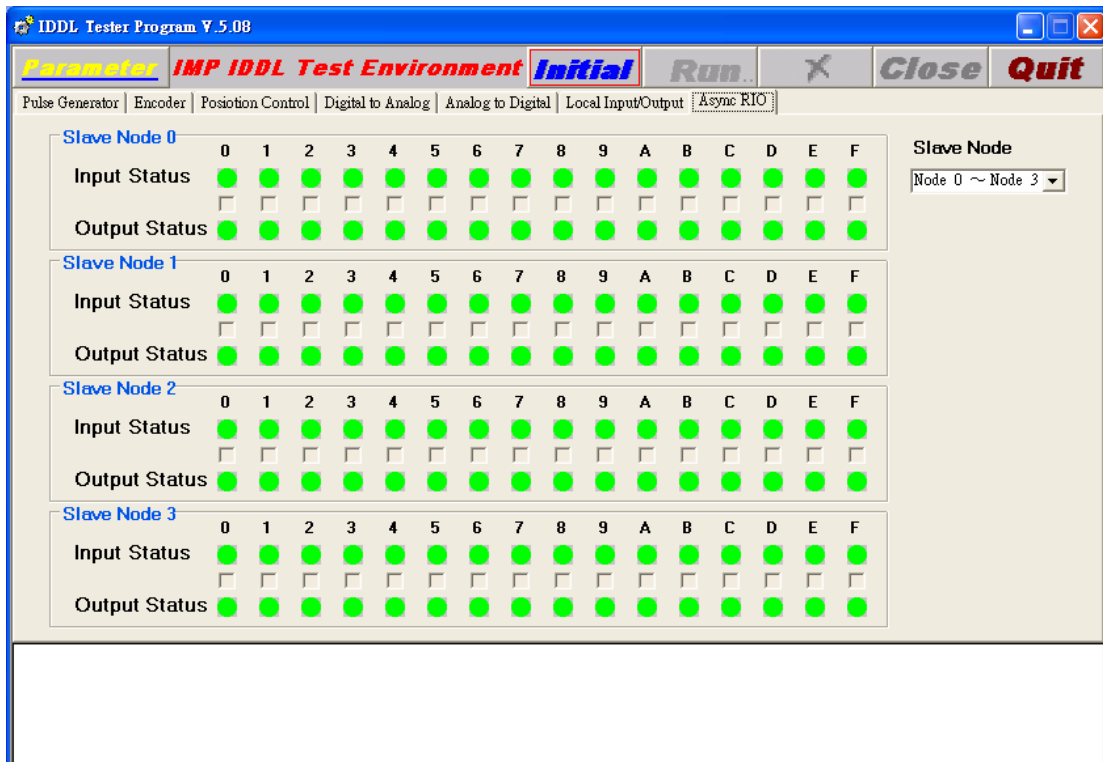 IDDL Tester Program V.5.08
Parameter IMP IDDL Test Environment Initial Run.. X Close Quit
Pulse Generator Encoder Posiotion Control Digital to Analog Analog to Digital Local Input/Output Async RIO
Slave Node 0
0 1 2 3 4 5 6 7 8 9 A B C D E F
Input Status
Output Status
Slave Node 1
0 1 2 3 4 5 6 7 8 9 A B C D E F
Input Status
Output Status
Slave Node 2
0 1 2 3 4 5 6 7 8 9 A B C D E F
Input Status
Output Status
Slave Node 3
0 1 2 3 4 5 6 7 8 9 A B C D E F
Input Status
Output Status
Slave Node
Node 0 ～ Node 3